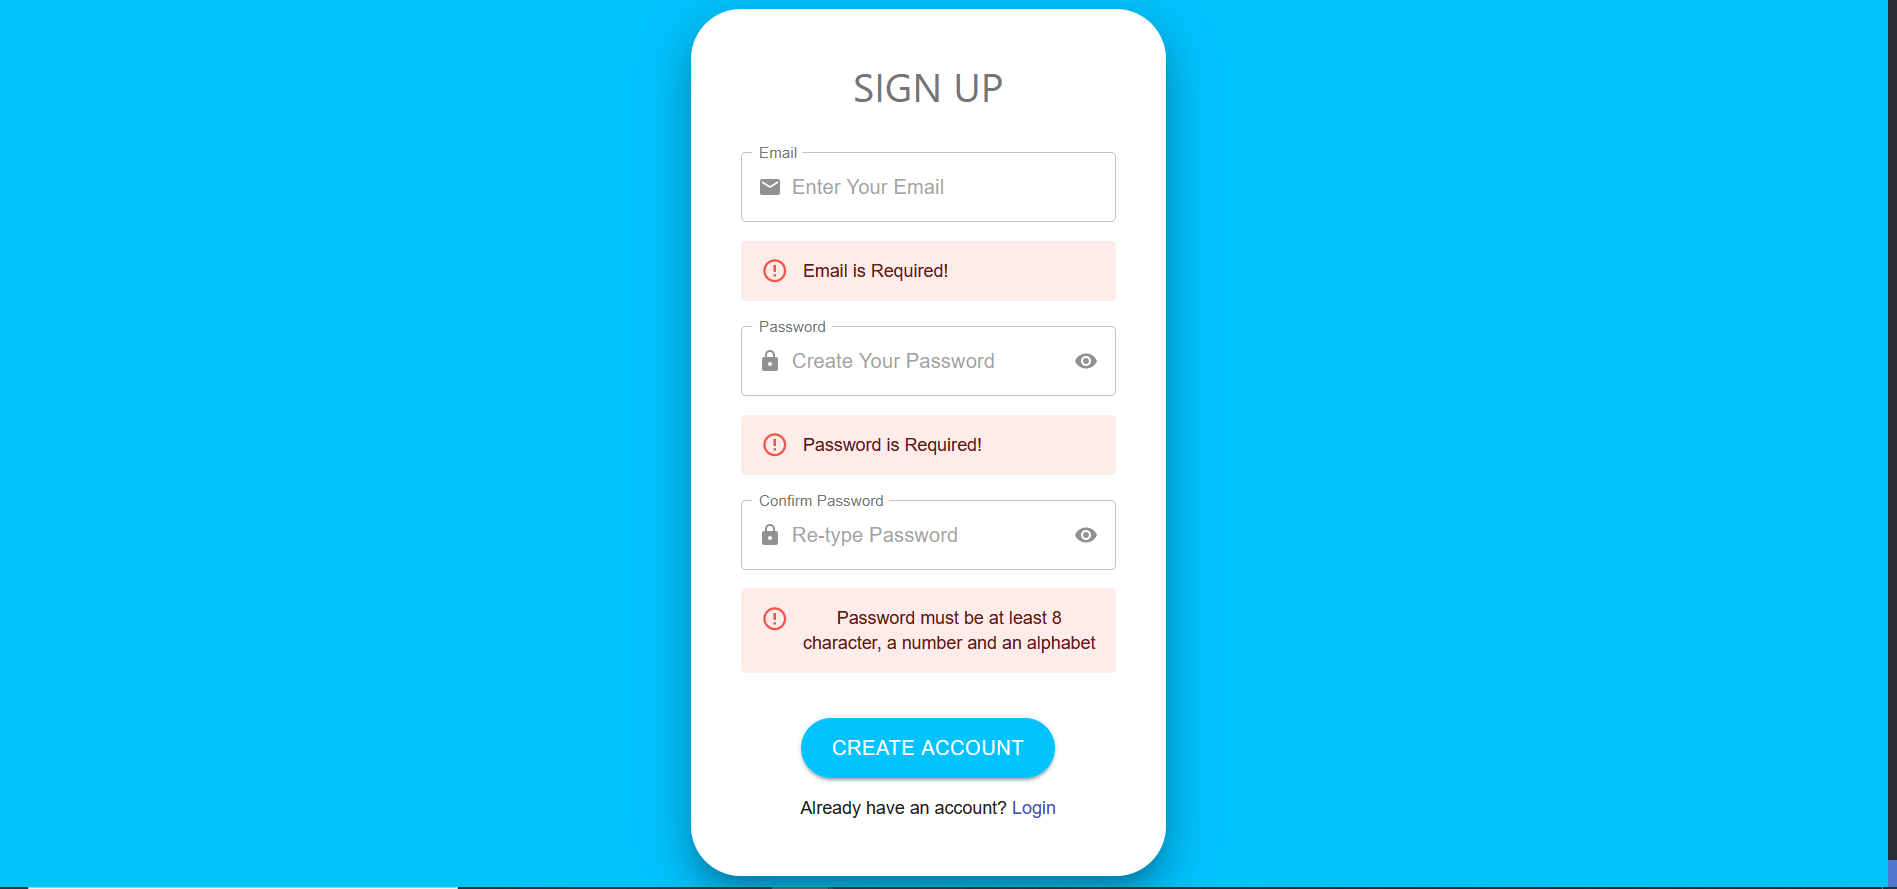 SIGN UP
Email
Enter Your Email
Email is Required!
Password
Create Your Password
Password is Required!
Confirm Password
Re-type Password
Password must be at least 8
character, a number and an alphabet
CREATE ACCOUNT
Already have an account? Login